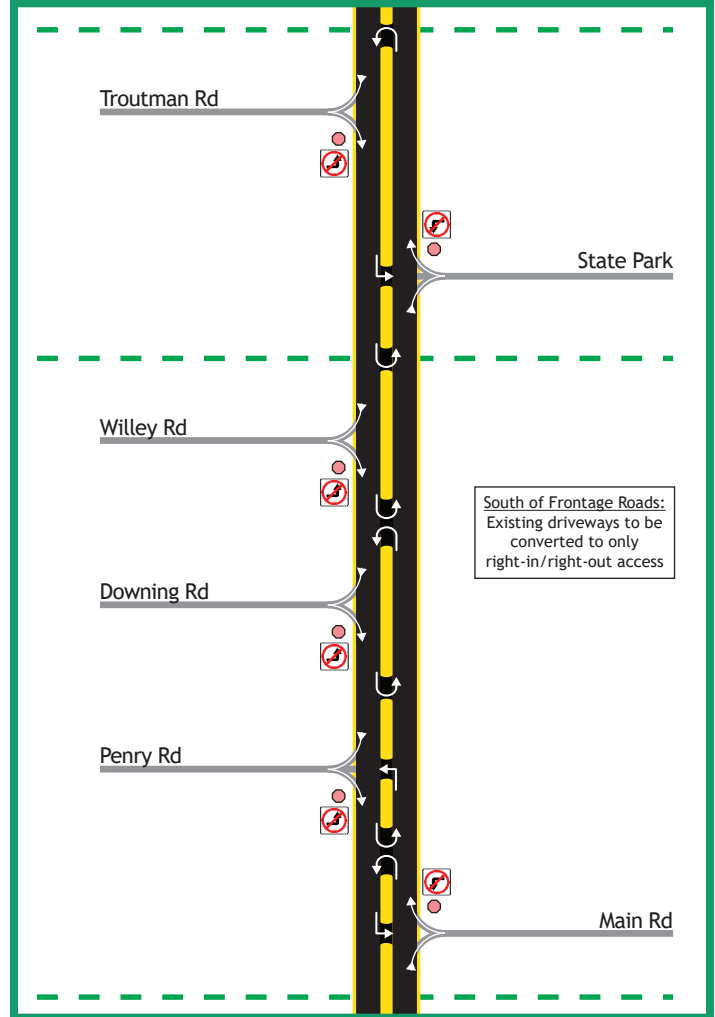 Troutman Rd
State Park
Willey Rd
South of Frontage Roads:
Existing driveways to be
converted to only
right-in/right-out access
Downing Rd
Penry Rd
Main Rd